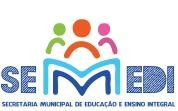 SEMEDI
SECRETARIA MUNICIPAL DE EDUCAÇÃO E ENSINO INTEGRAL